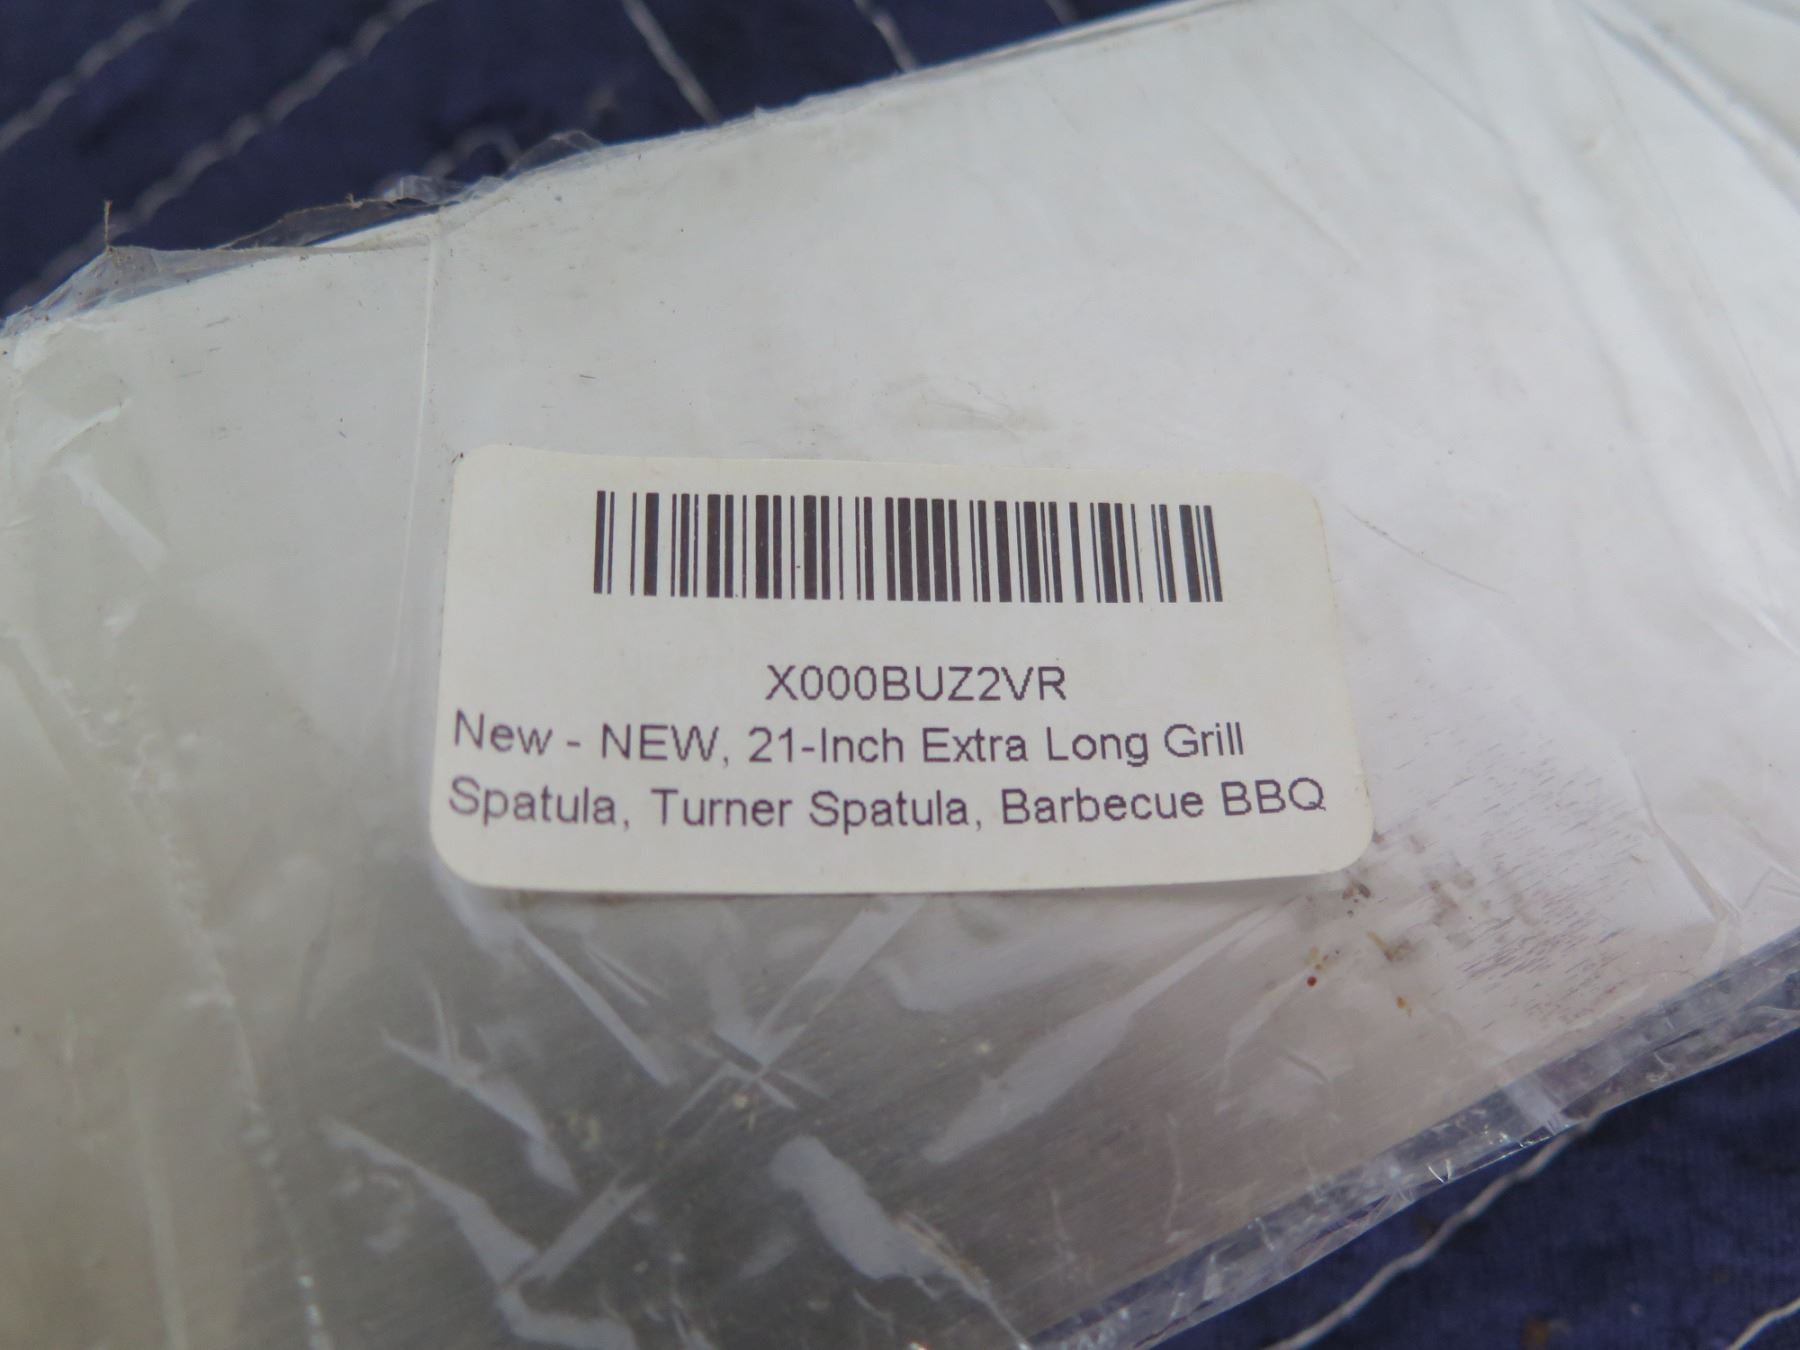 X000BUZ2VR
New - NEW, 21-Inch Extra Long Grill
Spatula, Turner Spatula, Barbecue BBQ